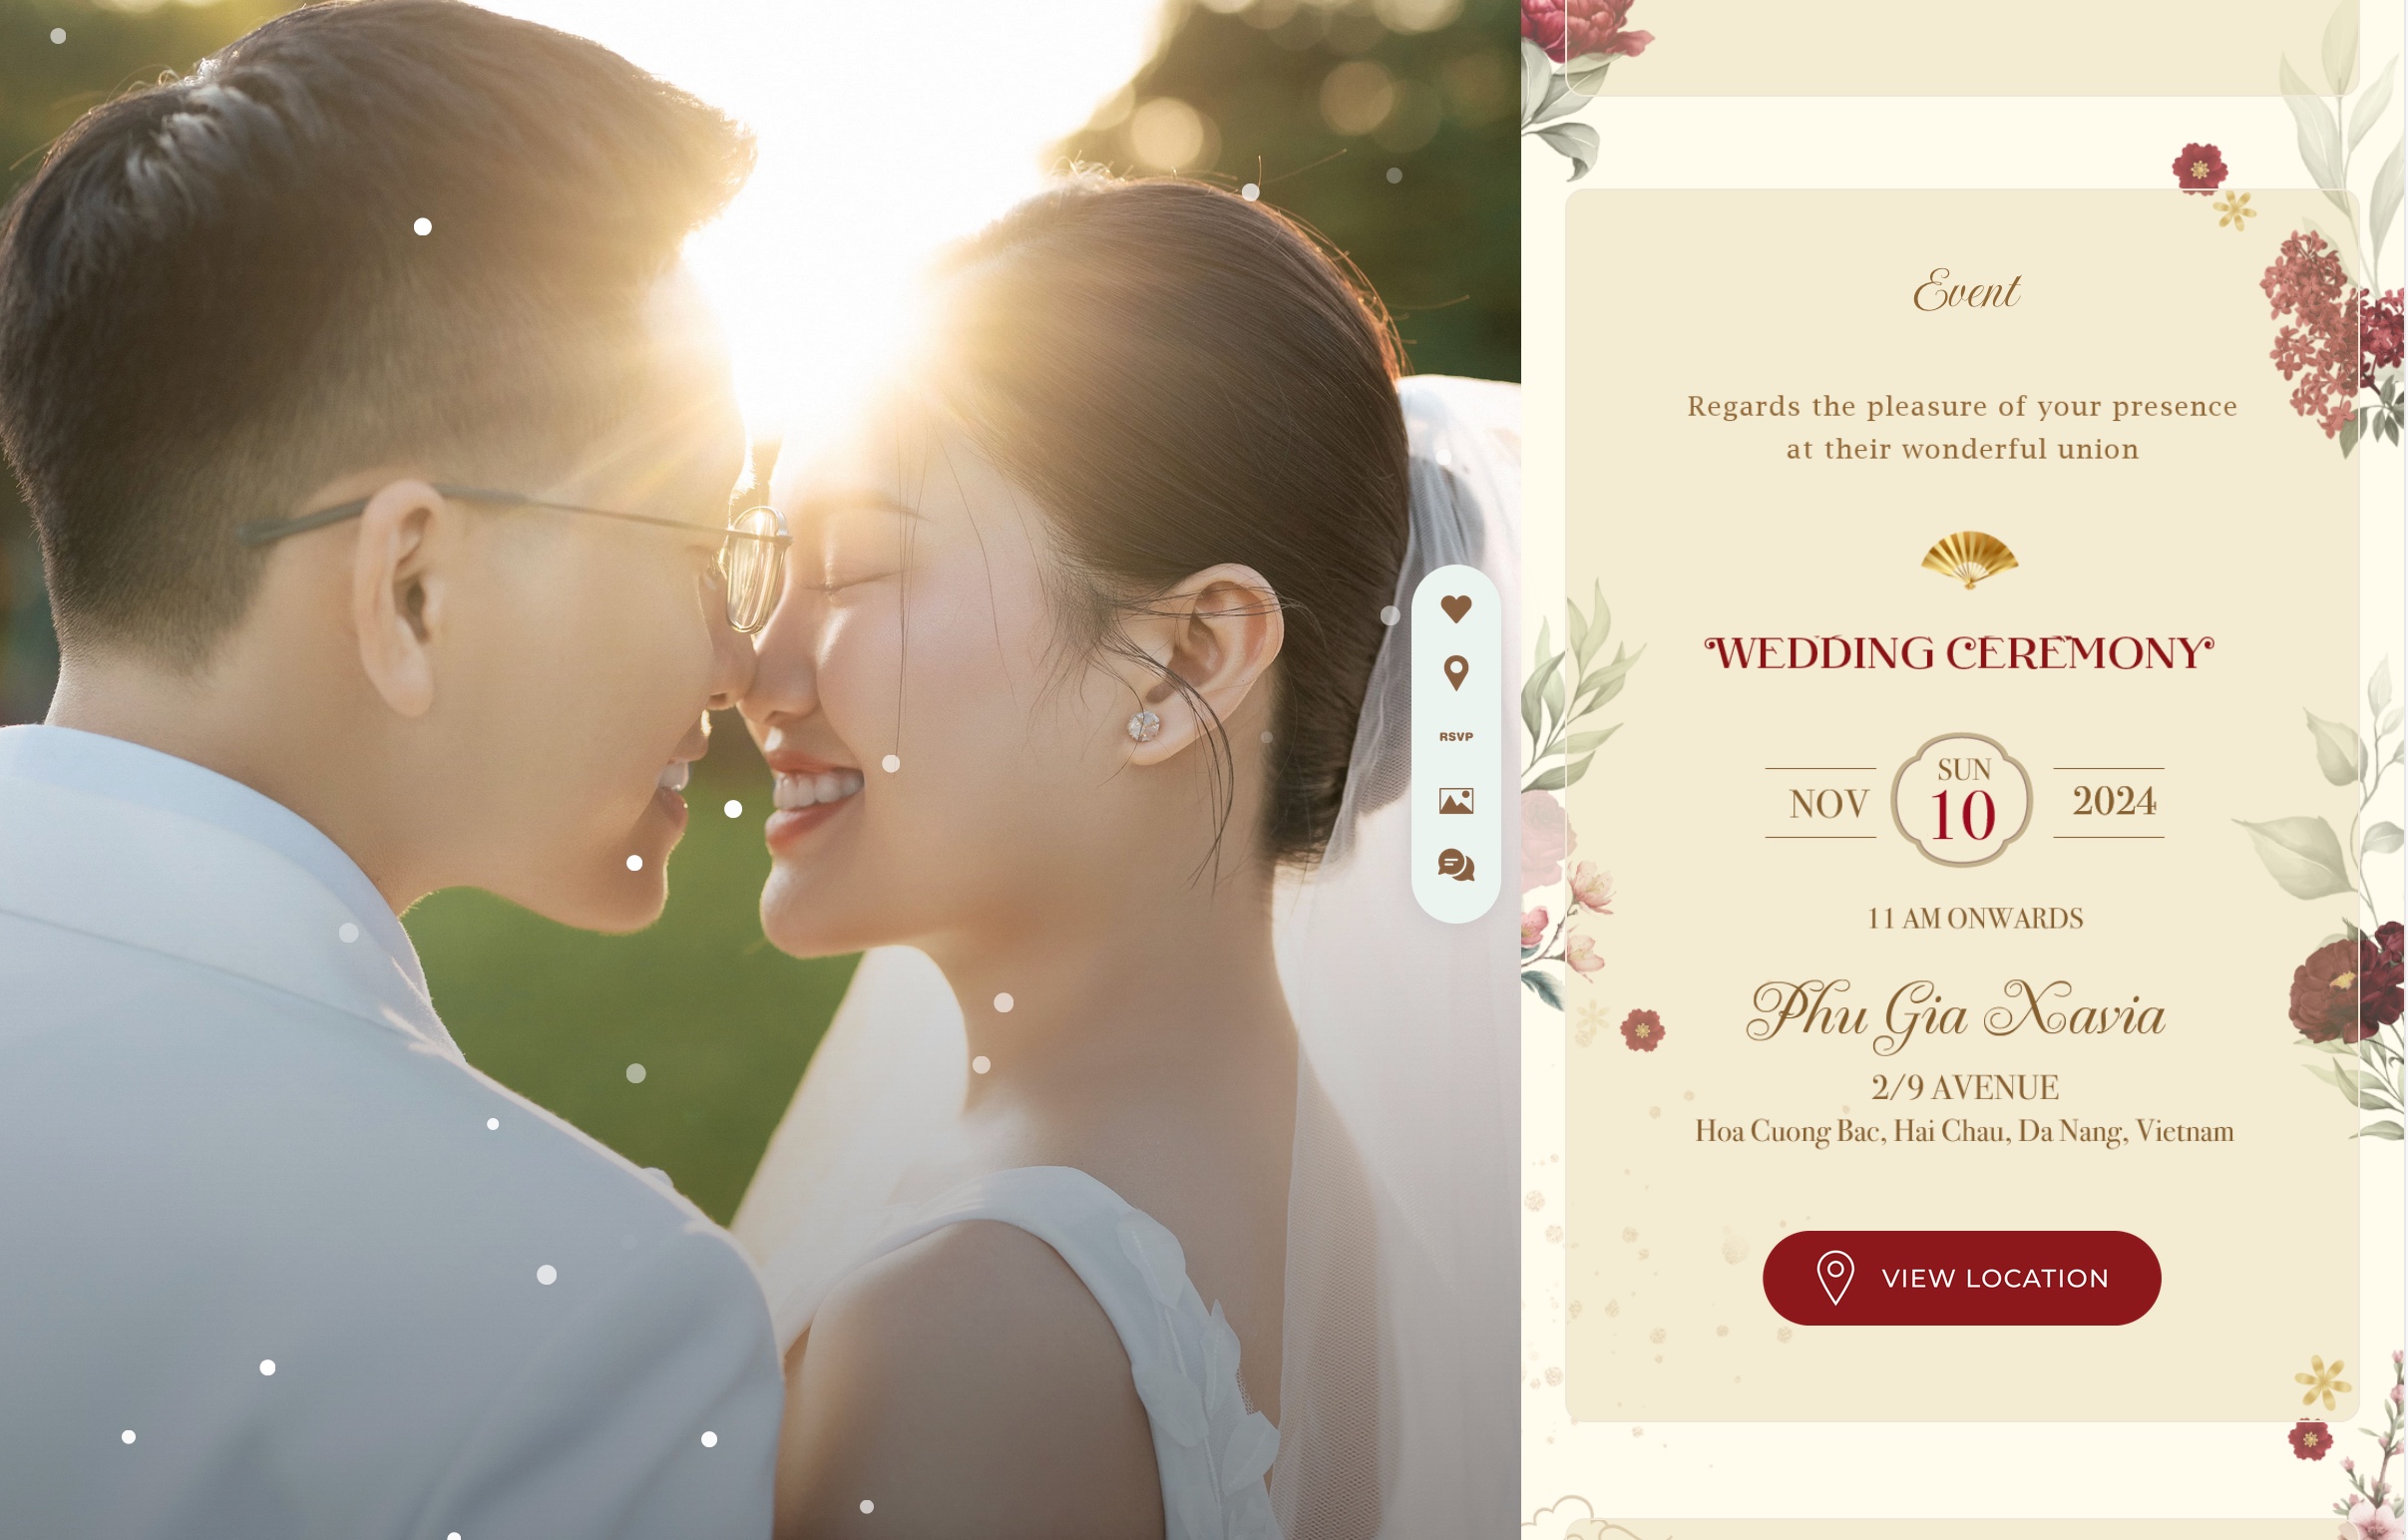 RSVP
Event
Regards the pleasure of your presence
at their wonderful union
WEDDING CEREMONY
SUN
NOV 10 2024
11 AM ONWARDS
Phu Gia Xavia
2/9 AVENUE
Hoa Cuong Bac, Hai Chau, Da Nang, Vietnam
VIEW LOCATION